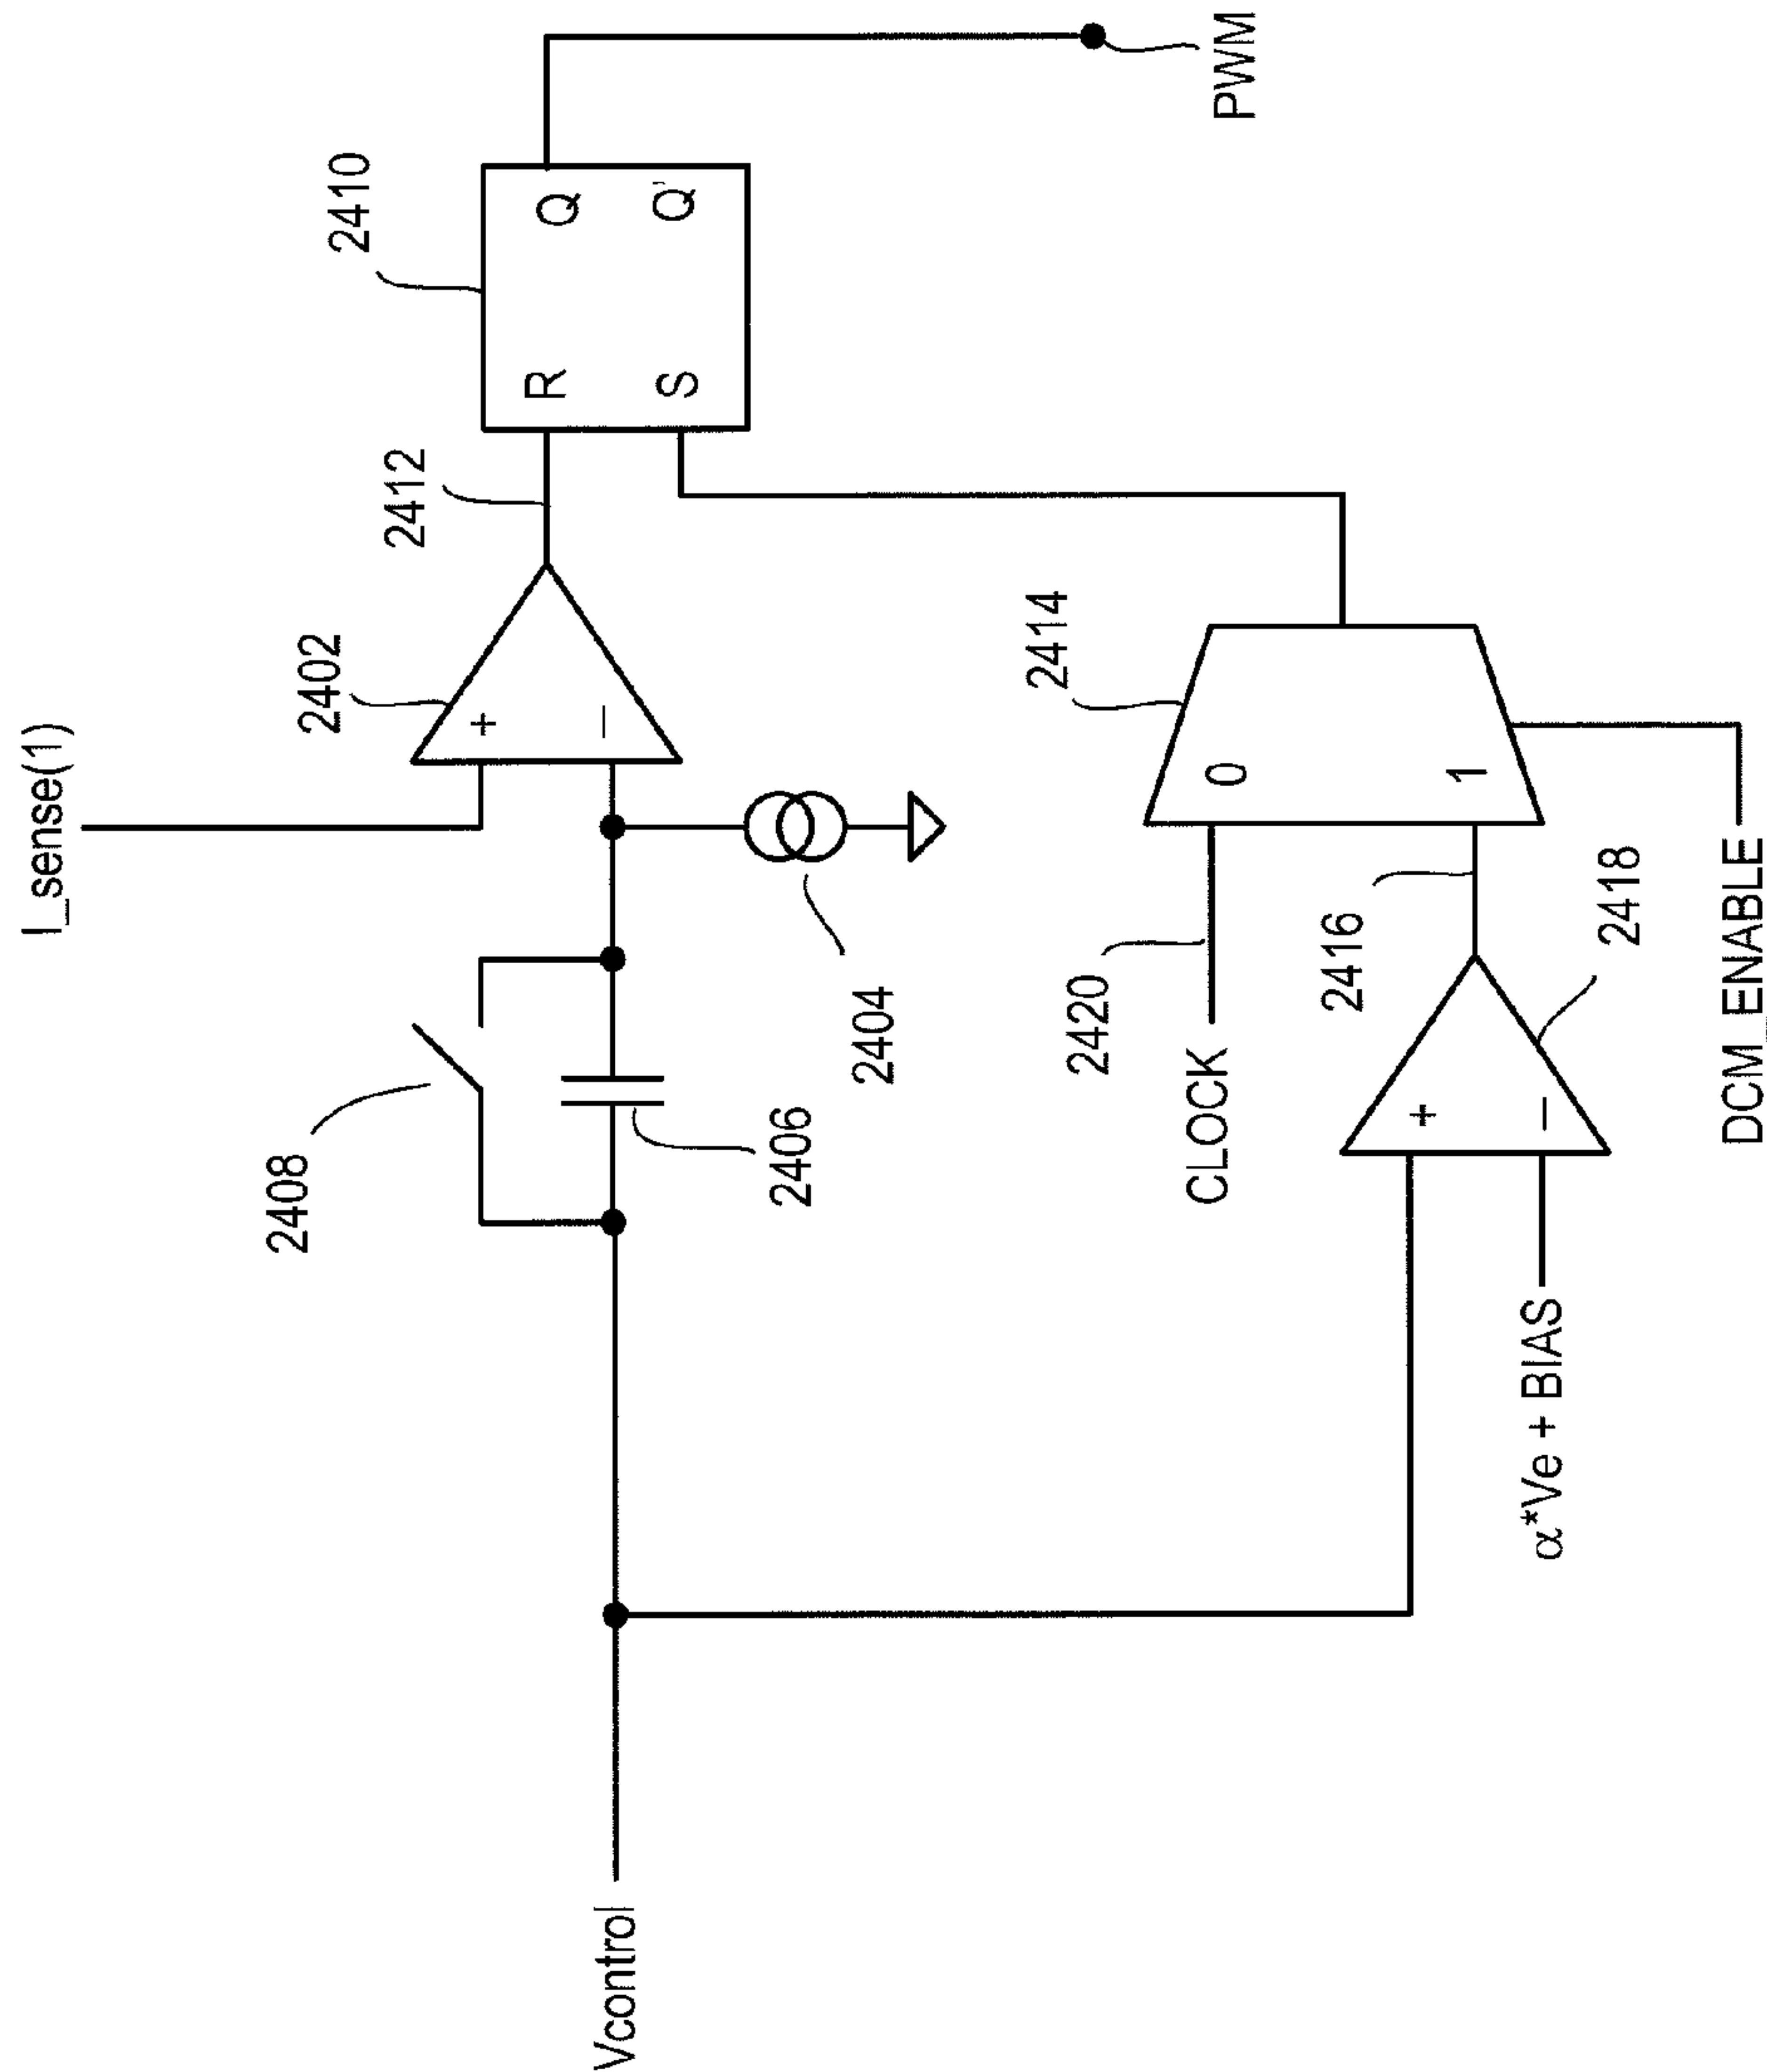 I_sense(1)
2402
+
−
2412
2410
R
Q
S
Q'
PWM
2408
2406
2404
Vcontrol
2414
0
1
CLOCK
2420
2416
+
−
2418
α*Ve + BIAS
DCM_ENABLE